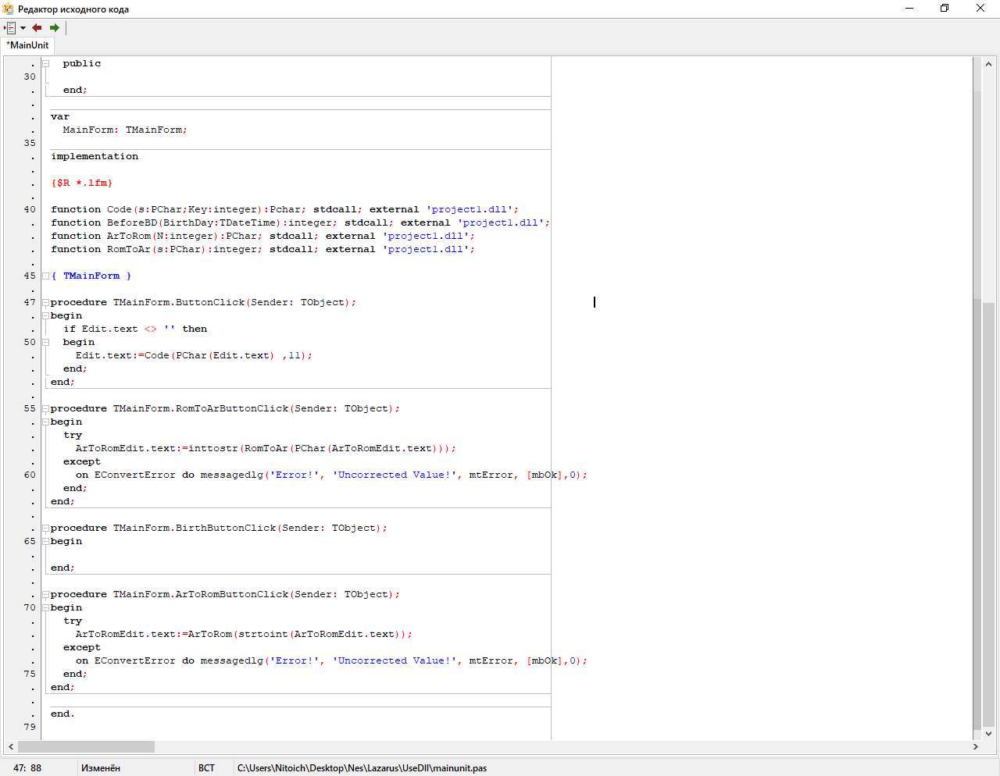 Редактор исходного кода
*MainUnit
. public
30
. end;
.
. var
. MainForm: TMainForm;
35
. implementation
.
. {$R *.lfm}
.
40 function Code(s:PChar;Key:integer):Pchar; stdcall; external 'project1.dll';
. function BeforeBD(BirthDay:TDateTime):integer; stdcall; external 'project1.dll';
. function ArToRom(N:integer):PChar; stdcall; external 'project1.dll';
. function RomToAr(s:PChar):integer; stdcall; external 'project1.dll';
.
45 { TMainForm }
.
47 procedure TMainForm.ButtonClick(Sender: TObject);
. begin
. if Edit.text <> '' then
50 begin
. Edit.text:=Code(PChar(Edit.text) ,11);
. end;
. end;
.
55 procedure TMainForm.RomToArButtonClick(Sender: TObject);
. begin
. try
. ArToRomEdit.text:=inttostr(RomToAr(PChar(ArToRomEdit.text)));
. except
60 on EConvertError do messagedlg('Error!', 'Uncorrected Value!', mtError, [mbOk],0);
. end;
. end;
.
. procedure TMainForm.BirthButtonClick(Sender: TObject);
65 begin
.
. end;
.
. procedure TMainForm.ArToRomButtonClick(Sender: TObject);
70 begin
. try
. ArToRomEdit.text:=ArToRom(strtoint(ArToRomEdit.text));
. except
. on EConvertError do messagedlg('Error!', 'Uncorrected Value!', mtError, [mbOk],0);
75 end;
. end;
.
. end.
79
47: 88 Изменён ВСТ C:\Users\Nitoich\Desktop\Nes\Lazarus\UseDll\mainunit.pas